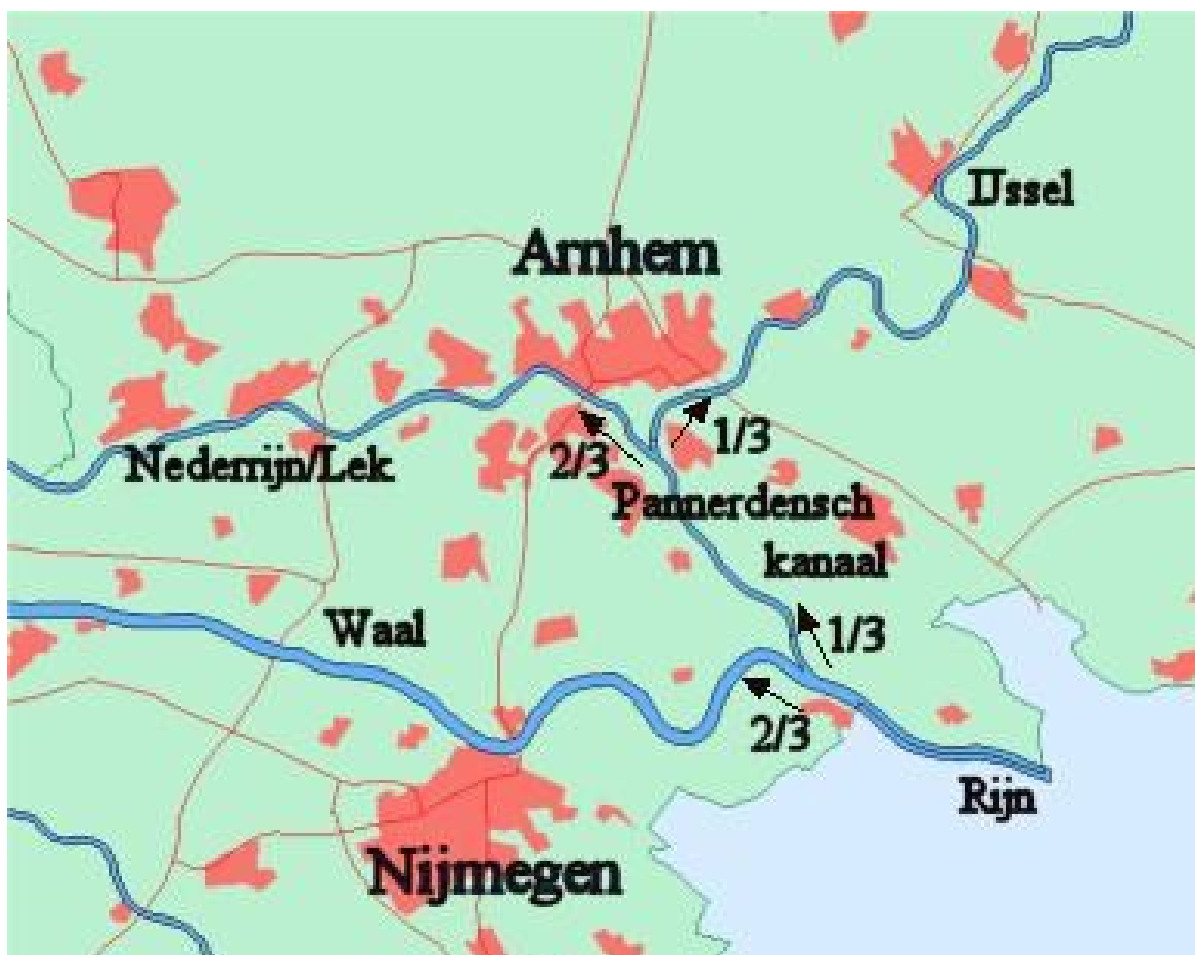 IJssel
Arnhem
1/3
2/3
Nederrijn/Lek
Pannerdensch
kanaal
Waal
1/3
2/3
Rijn
Nijmegen